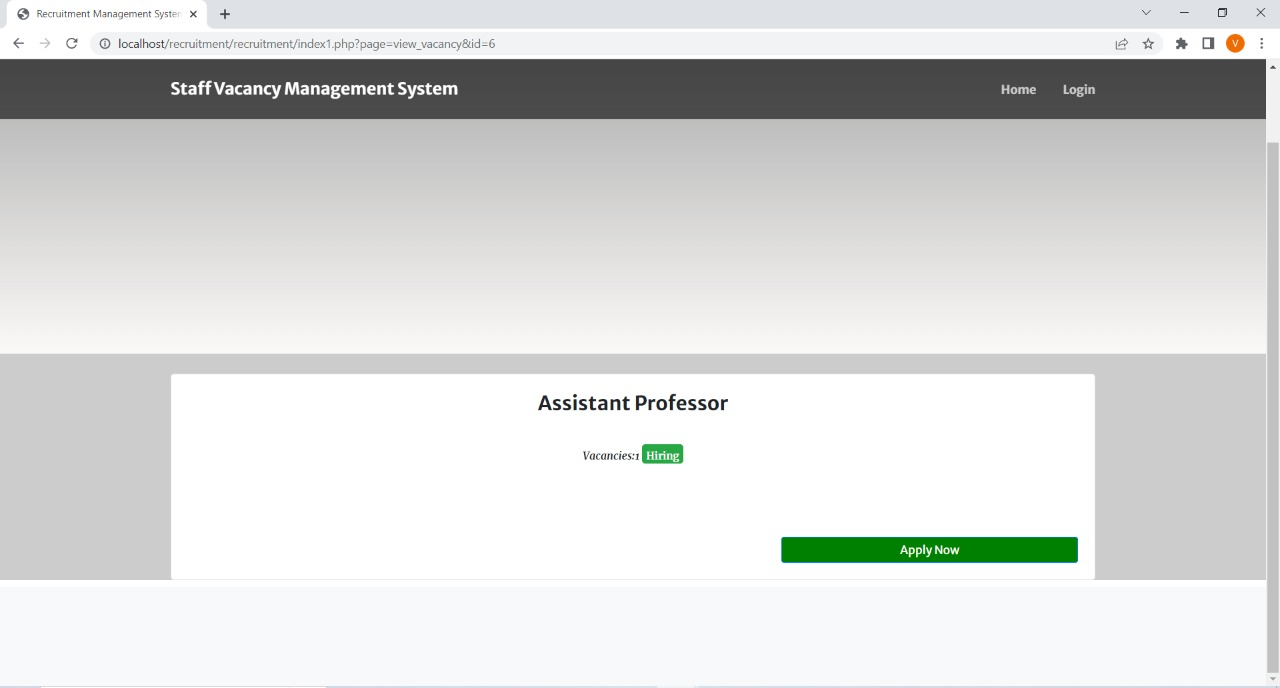 Recruitment Management System
localhost/recruitment/recruitment/index1.php?page=view_vacancy&id=6
V
Staff Vacancy Management System
Home
Login
Assistant Professor
Vacancies:1 Hiring
Apply Now